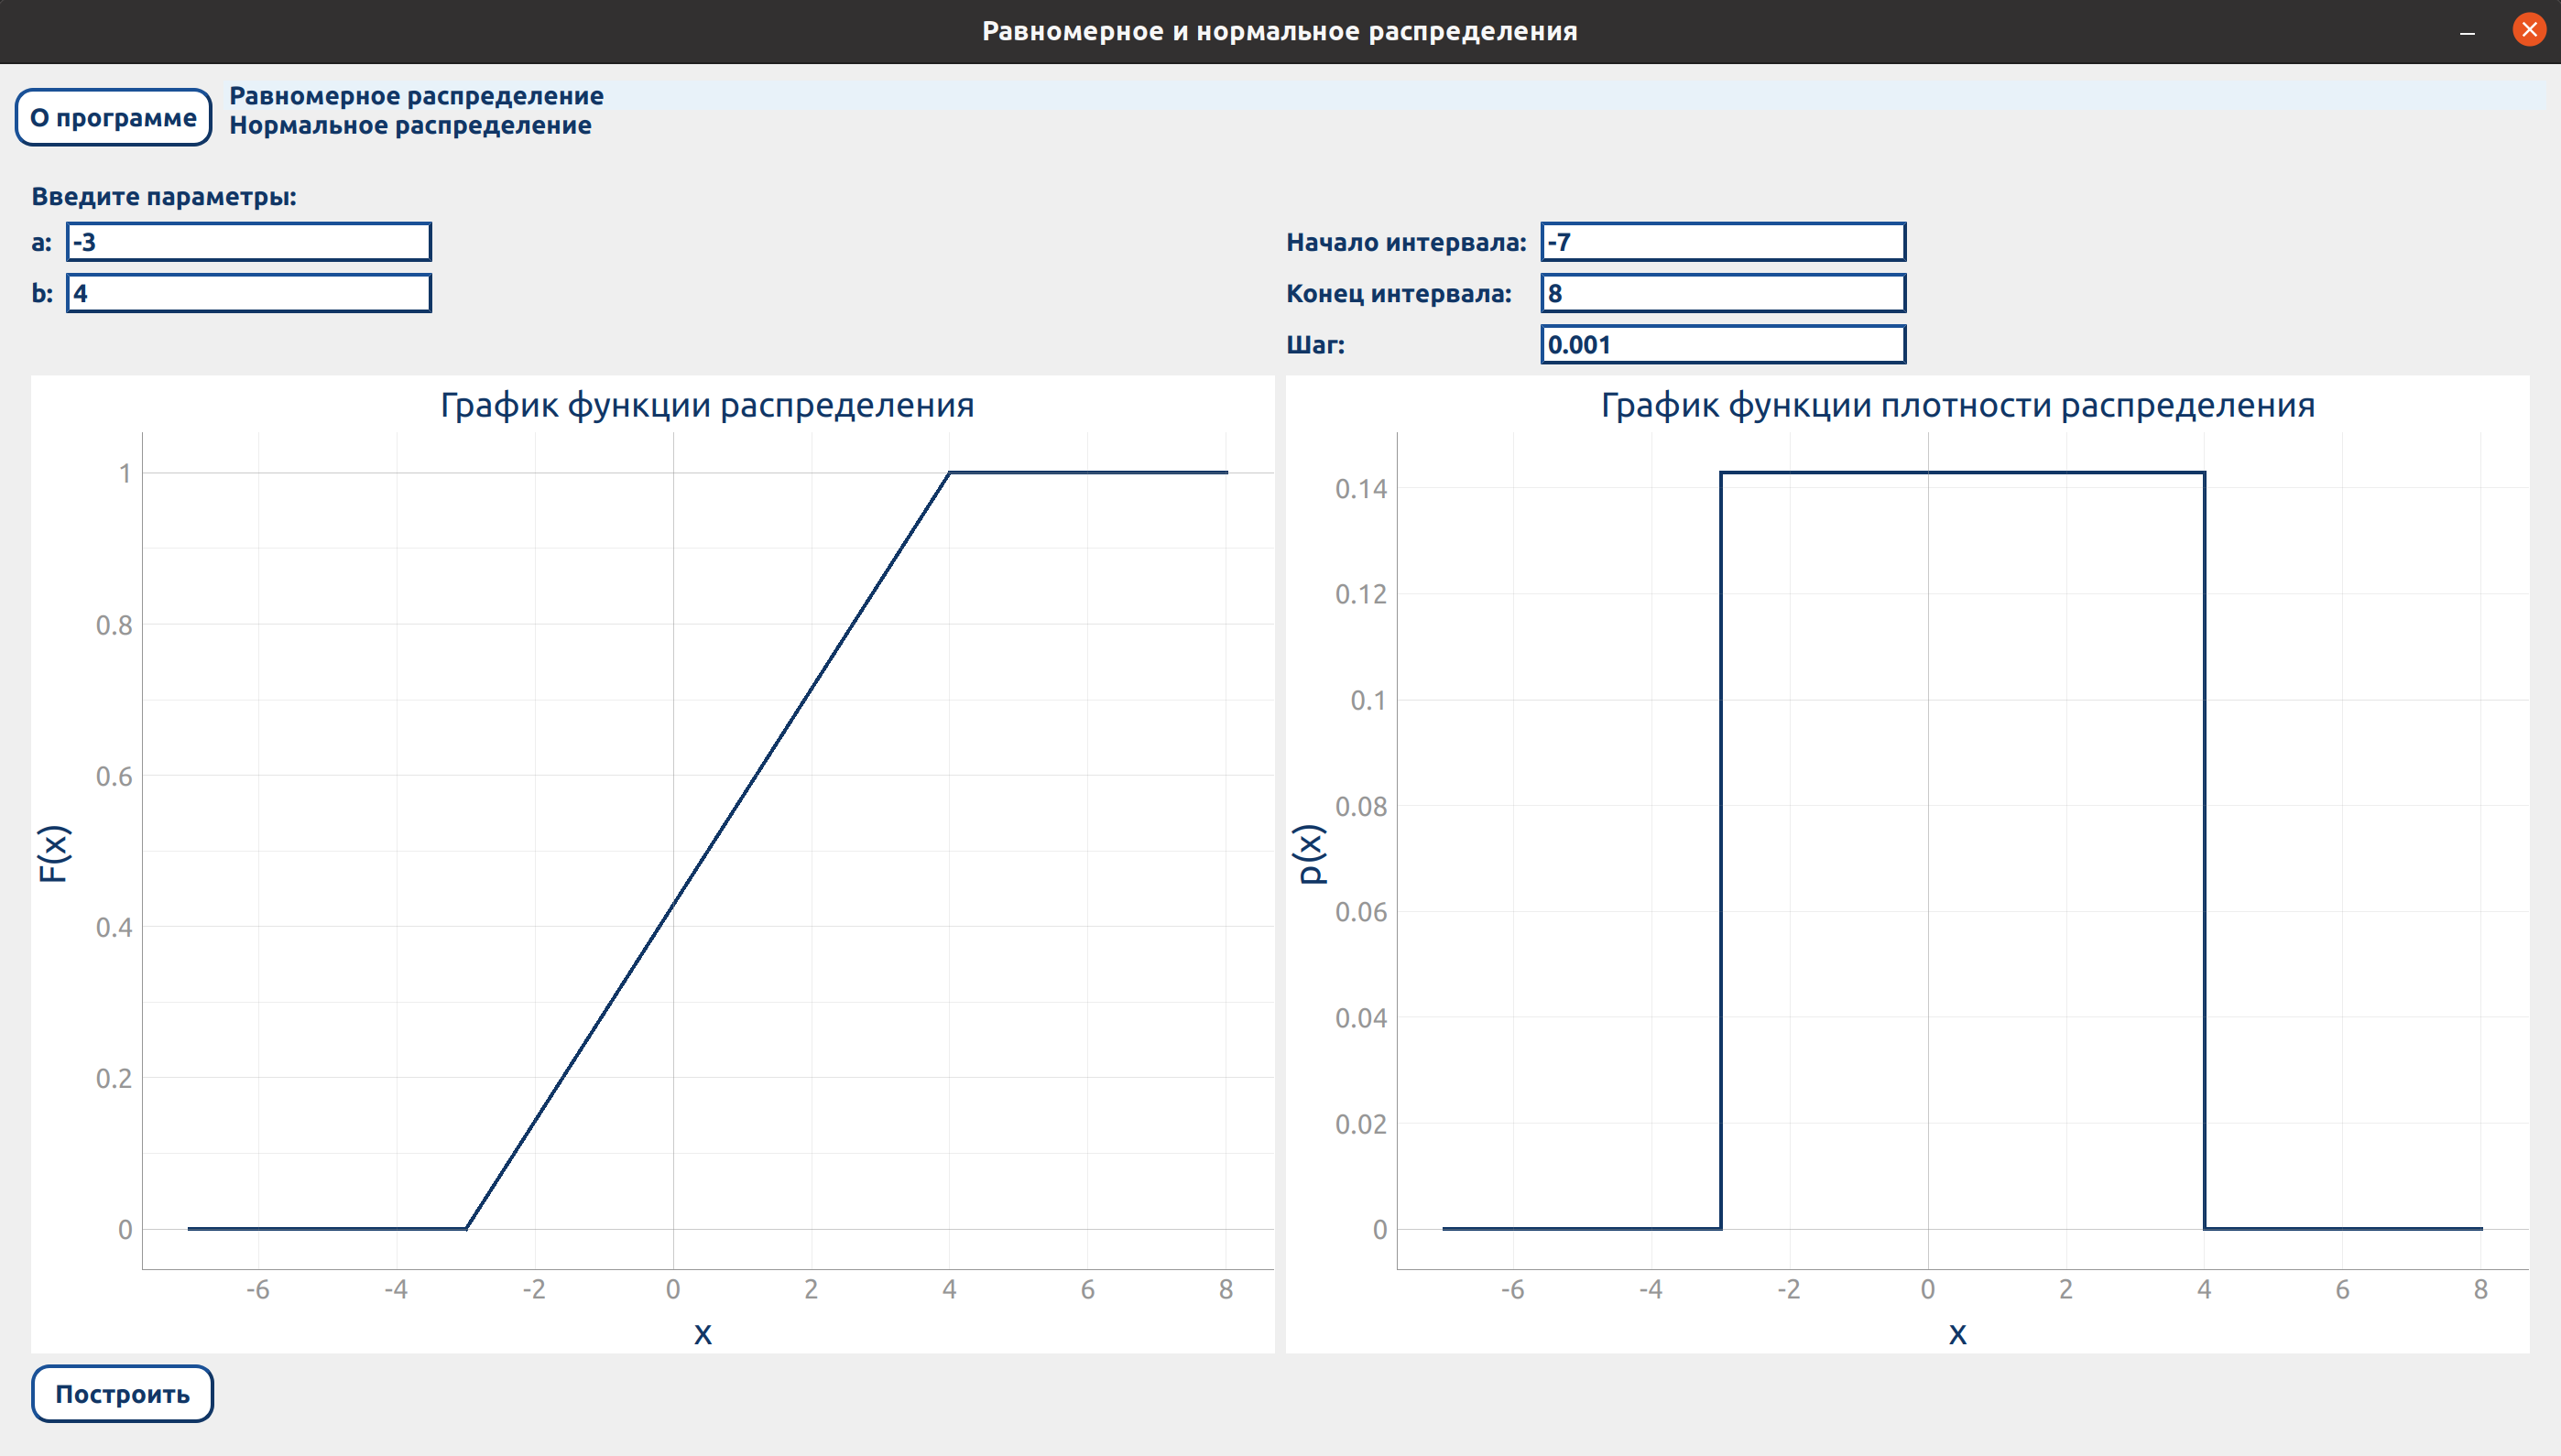 Равномерное и нормальное распределения
О программе
Равномерное распределение
Нормальное распределение
Введите параметры:
a: -3
b: 4
Начало интервала: -7
Конец интервала: 8
Шаг: 0.001
График функции распределения
1
0.8
0.6
0.4
0.2
0
F(x)
-6 -4 -2 0 2 4 6 8
x
График функции плотности распределения
0.14
0.12
0.1
0.08
0.06
0.04
0.02
0
p(x)
-6 -4 -2 0 2 4 6 8
x
Построить